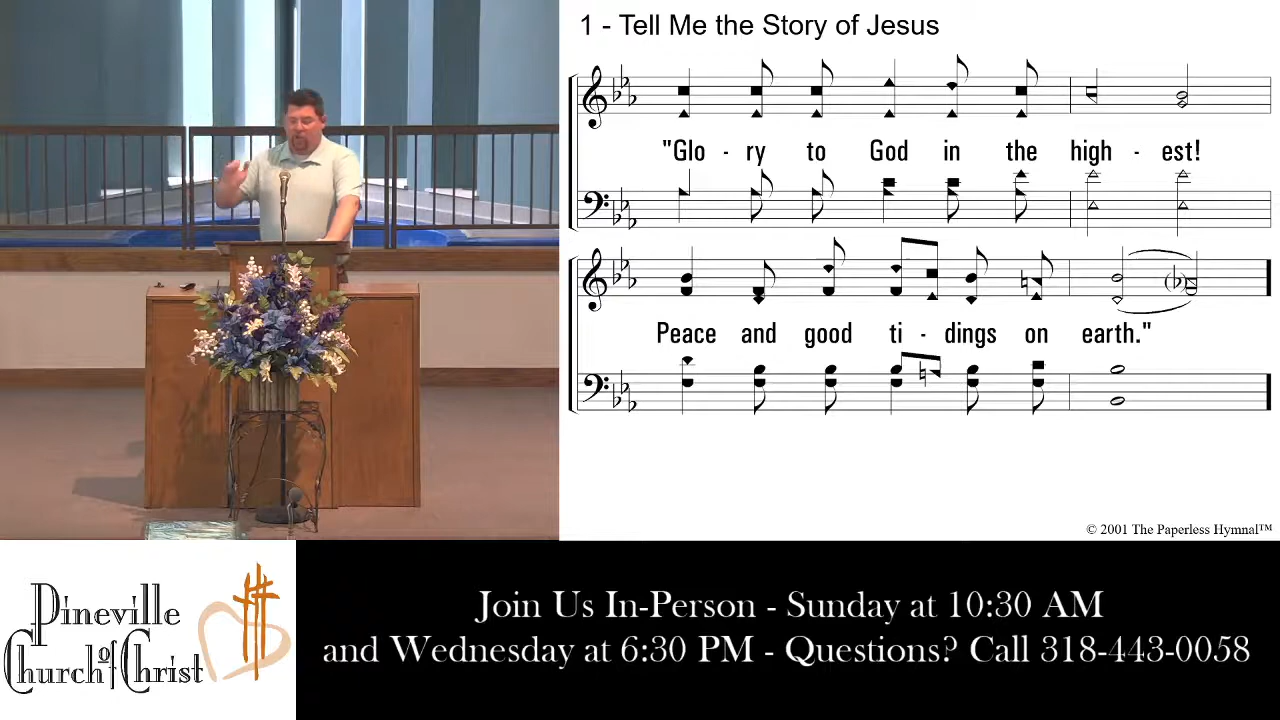 1 - Tell Me the Story of Jesus
"Glo - ry to God in the high - est!
Peace and good ti - dings on earth."
© 2001 The Paperless Hymnal™
Pineville
Church of Christ
Join Us In-Person - Sunday at 10:30 AM
and Wednesday at 6:30 PM - Questions? Call 318-443-0058